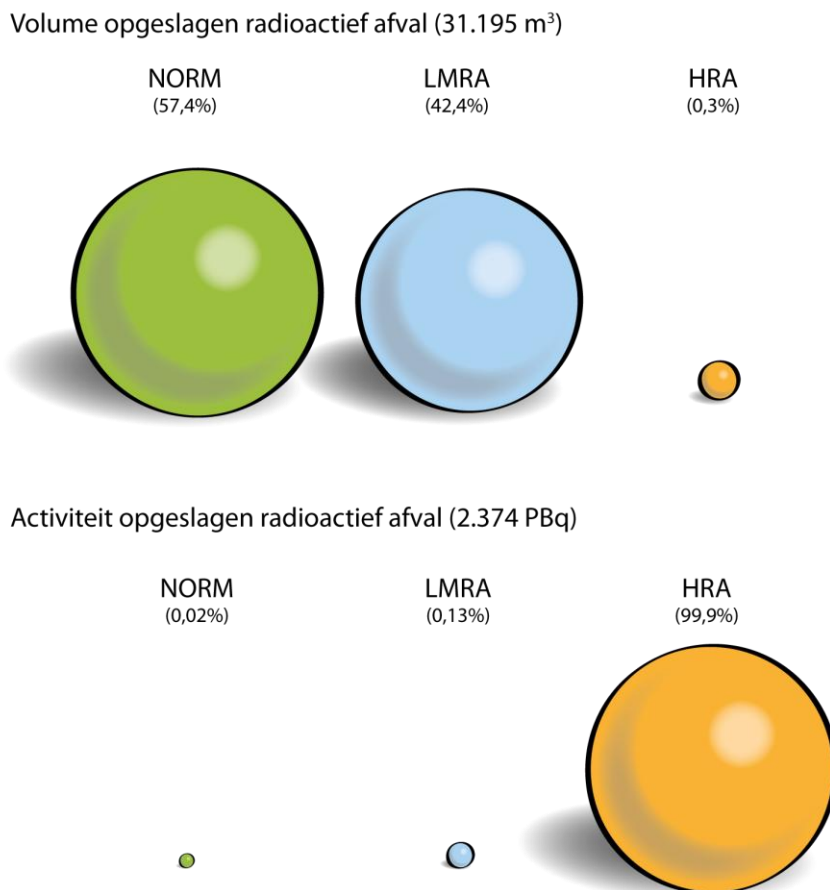 Volume opgeslagen radioactief afval (31.195 m³)
NORM LMRA HRA
(57,4%) (42,4%) (0,3%)
Activiteit opgeslagen radioactief afval (2.374 PBq)
NORM LMRA HRA
(0,02%) (0,13%) (99,9%)